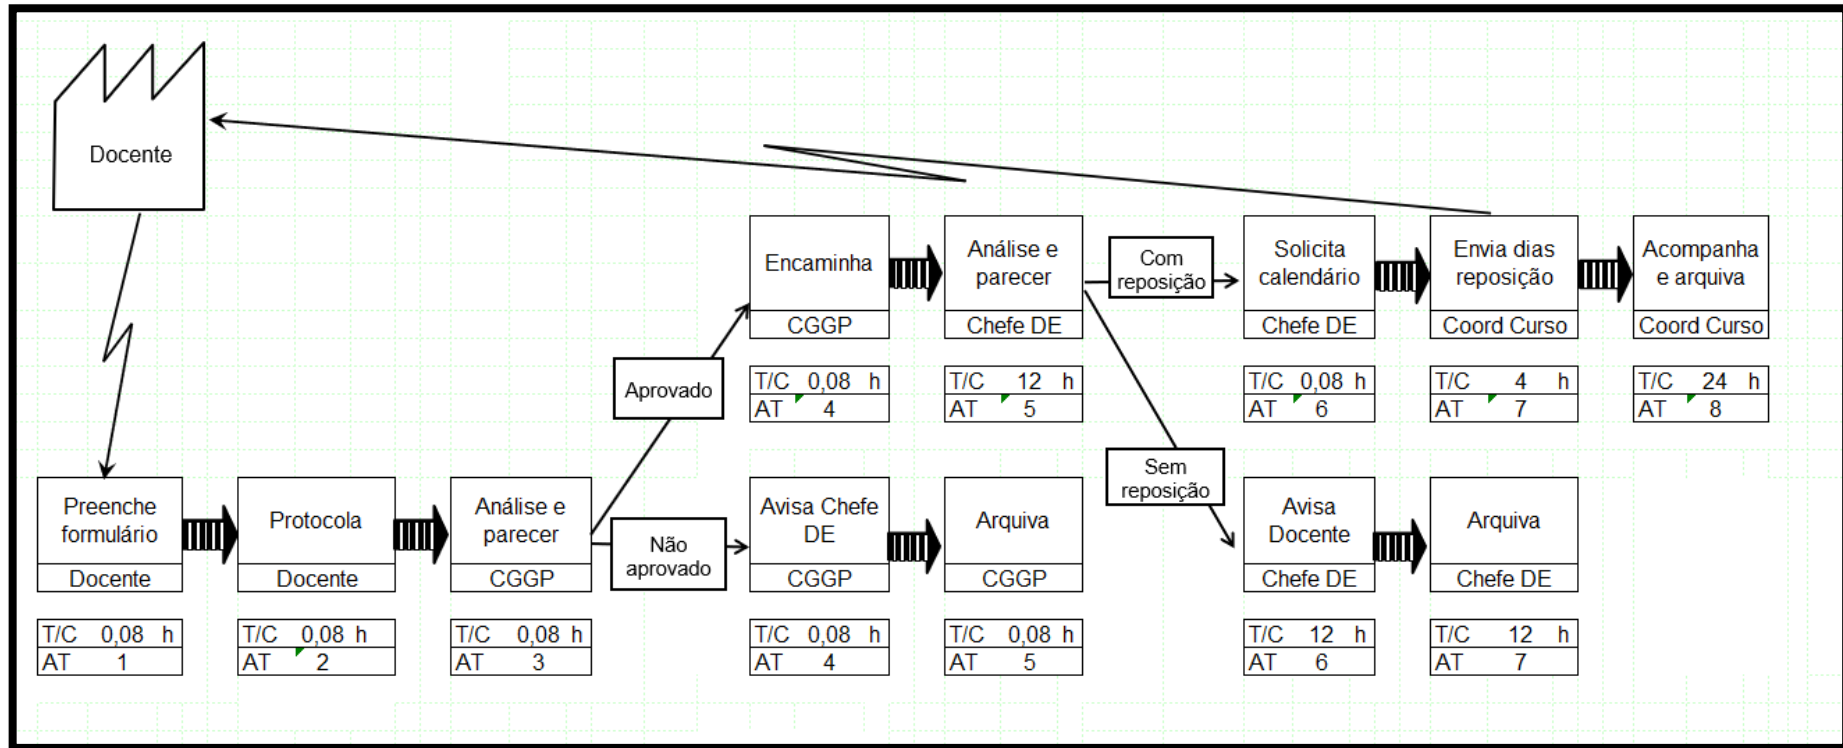 Docente
Encaminha
CGGP
T/C 0,08 h
AT 4
Análise e
parecer
Chefe DE
T/C 12 h
AT 5
Com
reposição
Solicita
calendário
Chefe DE
T/C 0,08 h
AT 6
Envia dias
reposição
Coord Curso
T/C 4 h
AT 7
Acompanha
e arquiva
Coord Curso
T/C 24 h
AT 8
Aprovado
Sem
reposição
Preenche
formulário
Docente
T/C 0,08 h
AT 1
Protocola
Docente
T/C 0,08 h
AT 2
Análise e
parecer
CGGP
T/C 0,08 h
AT 3
Não
aprovado
Avisa Chefe
DE
CGGP
T/C 0,08 h
AT 4
Arquiva
CGGP
T/C 0,08 h
AT 5
Avisa
Docente
Chefe DE
T/C 12 h
AT 6
Arquiva
Chefe DE
T/C 12 h
AT 7